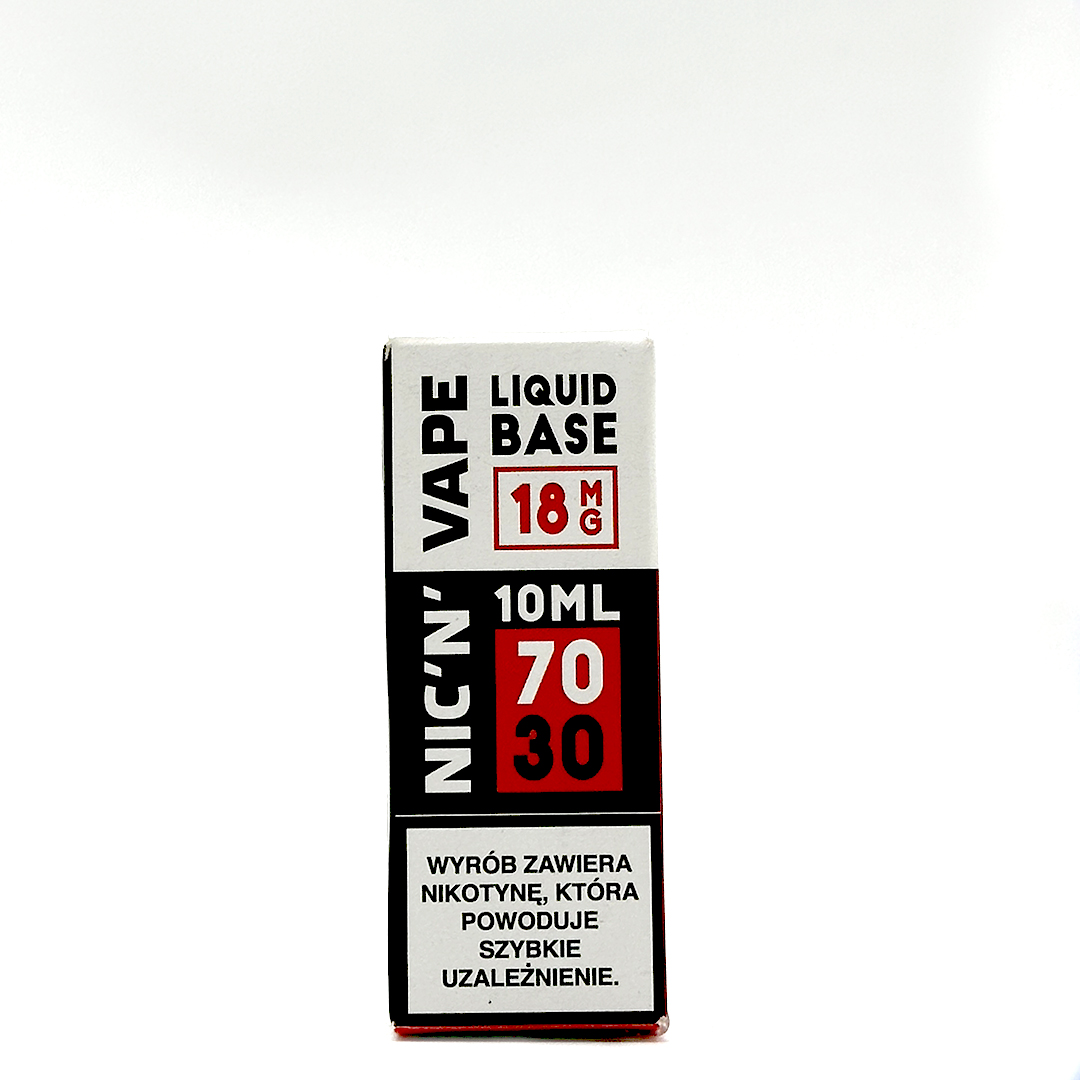 NIC'N' VAPE
LIQUID
BASE
18 MG
10ML
70
30
WYRÓB ZAWIERA
NIKOTYNĘ, KTÓRA
POWODUJE
SZYBKIE
UZALEŻNIENIE.